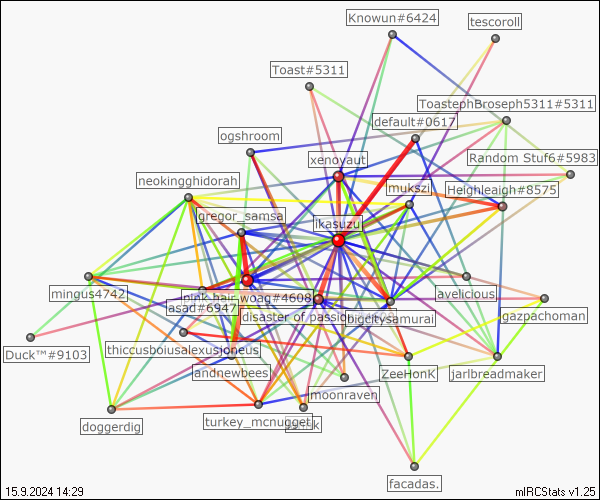 Knowun#6424
tescoroll
Toast#5311
ToastephBroseph5311#5311
default#0617
ogshroom
Random Stuf6#5983
xenoyaut
neokingghidorah
mukszi
Heighleaigh#8575
gregor_samsa
ikasuzu
mingus4742
pink hair woag#4608
avelicious
asad#6947
gazpachoman
disaster of passion
bigcitysamurai
Duck™#9103
thiccusboiusalexusjoneus
andnewbees
ZeeHonK
jarlbreadmaker
moonraven
doggerdig
turkey_mcnugget
facadas.
15.9.2024 14:29
mIRCStats v1.25